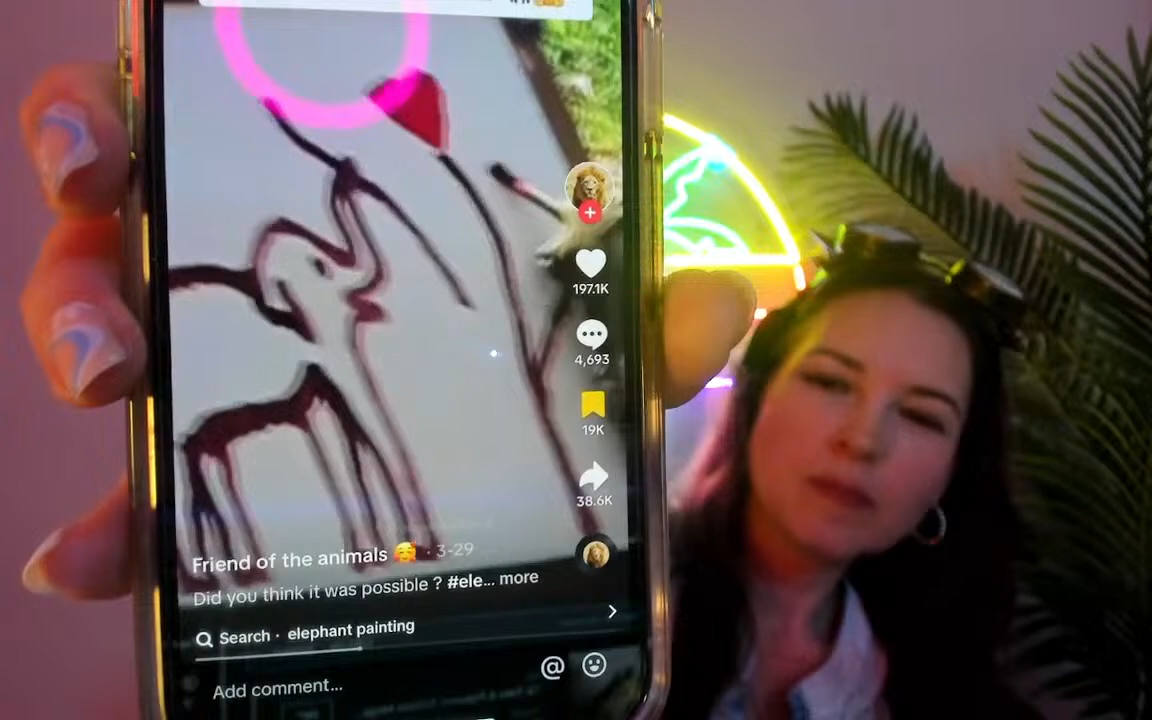 197.1K
4,693
19K
38.6K
Friend of the animals 🥰 · 3-29
Did you think it was possible ? #ele... more
Search · elephant painting
Add comment...
@